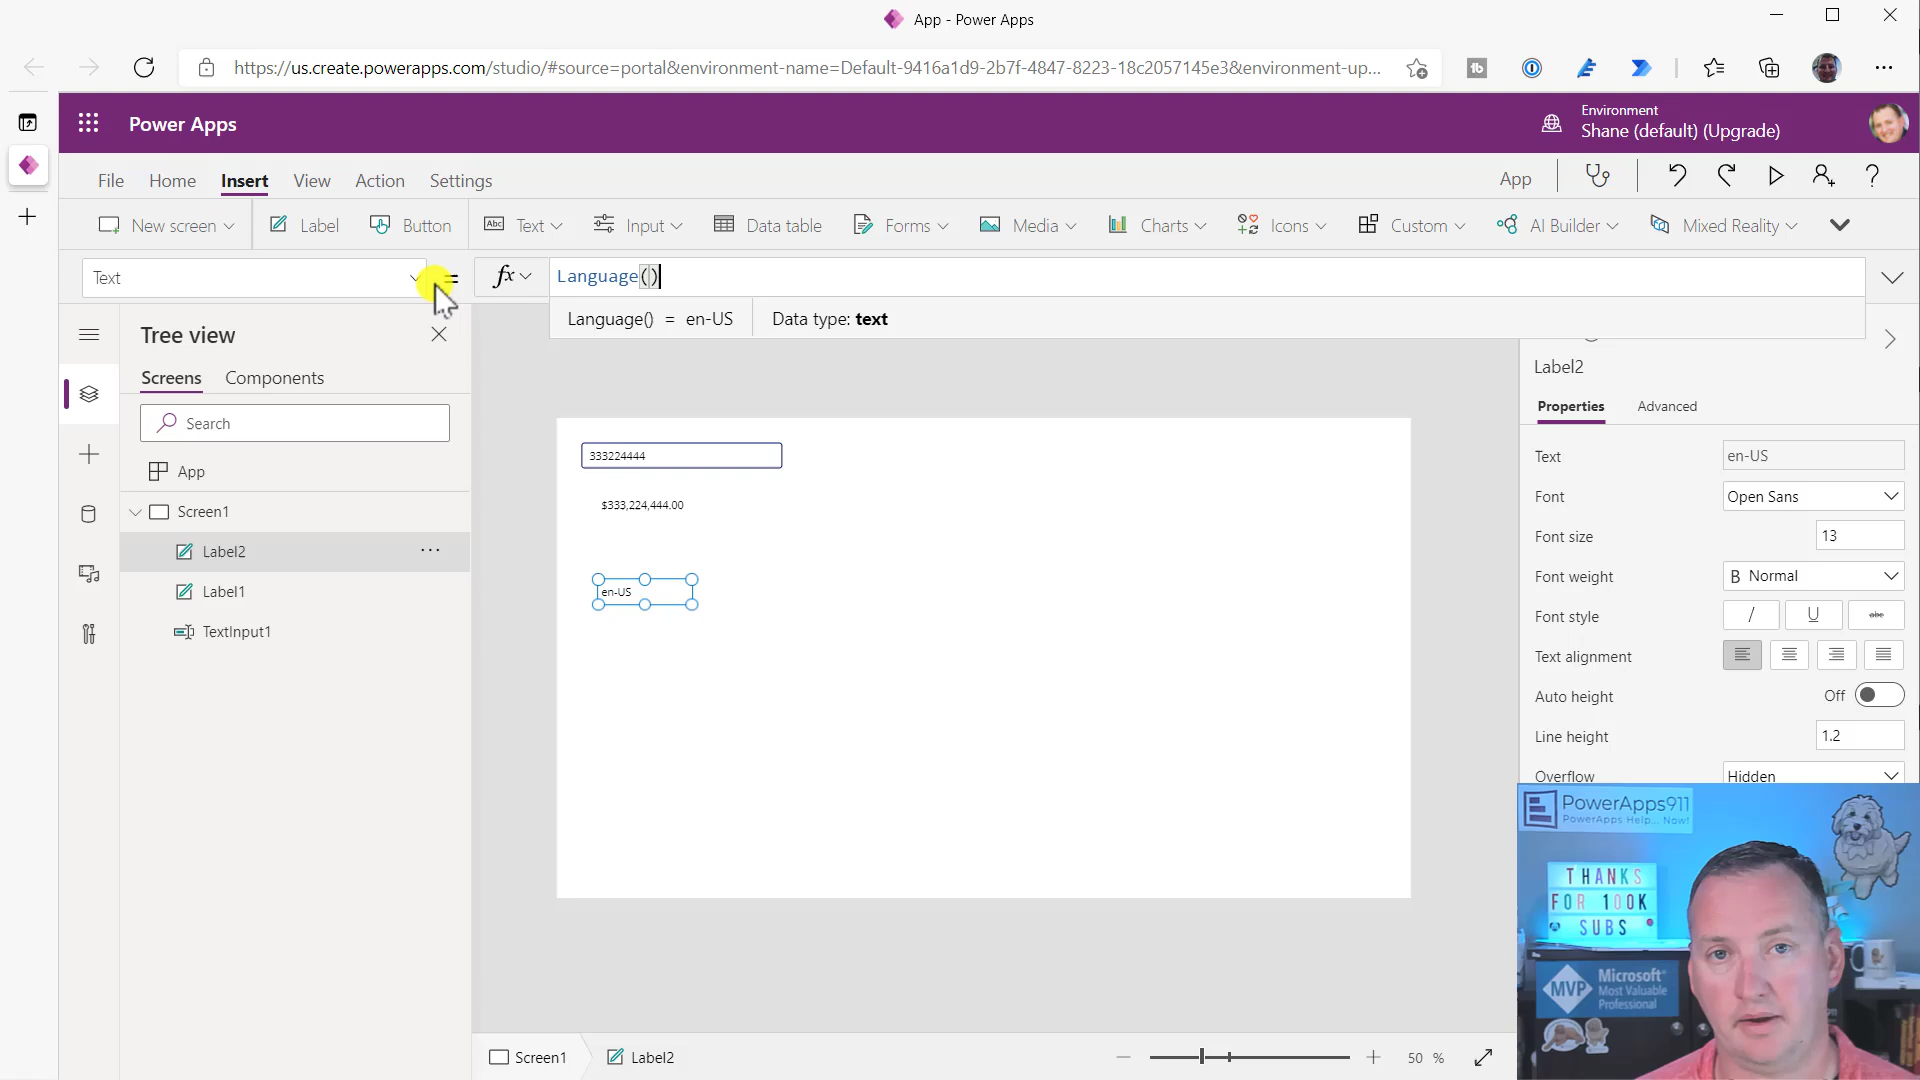 App - Power Apps
https://us.create.powerapps.com/studio/#source=portal&environment-name=Default-9416a1d9-2b7f-4847-8223-18c2057145e3&environment-up...
Power Apps
Environment
Shane (default) (Upgrade)
File Home Insert View Action Settings App
New screen Label Button Text Input Data table Forms Media Charts Icons Custom AI Builder Mixed Reality
Text = fx Language()
Language() = en-US Data type: text
Tree view
Screens Components
Search
App
Screen1
Label2 ...
Label1
TextInput1
333224444
$333,224,444.00
en-US
Label2
Properties Advanced
Text en-US
Font Open Sans
Font size 13
Font weight B Normal
Font style / U abc
Text alignment
Auto height Off
Line height 1.2
Overflow Hidden
PowerApps911
PowerApps Help... Now!
THANKS
FOR 100K
SUBS
MVP Microsoft
Most Valuable
Professional
Screen1 Label2 50 %